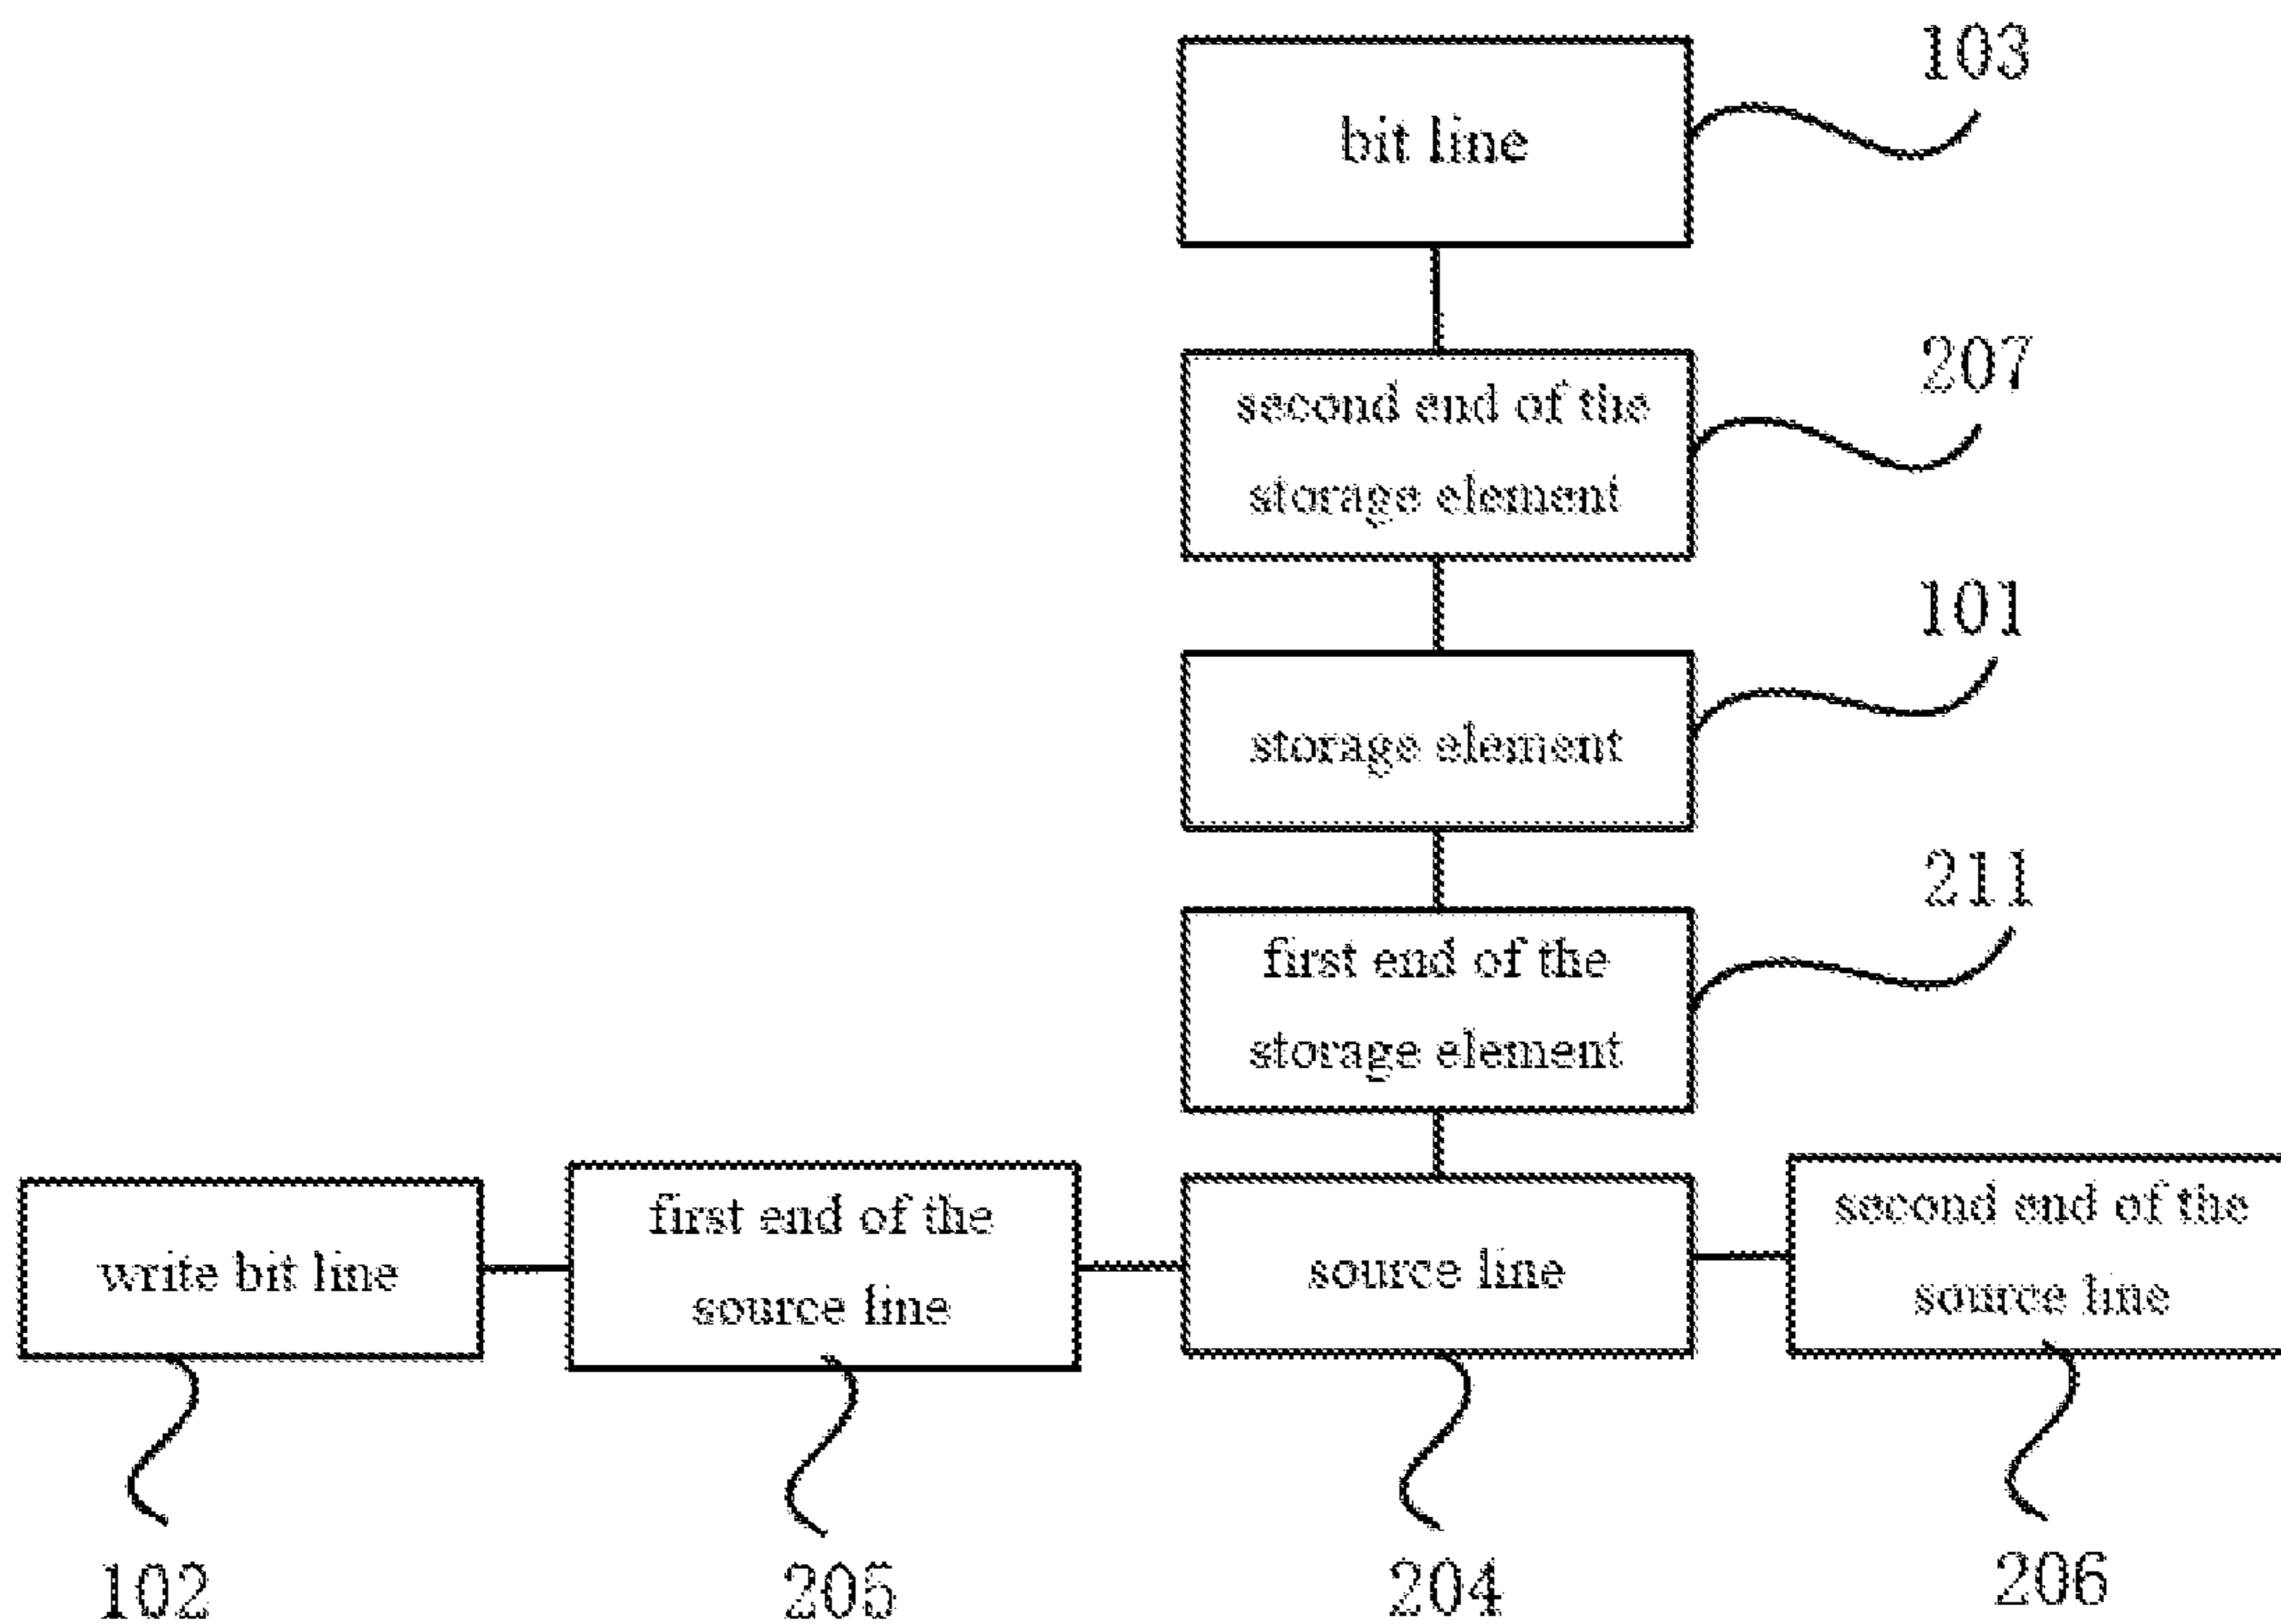 103
bit line
207
second end of the
storage element
101
storage element
211
first end of the
storage element
write bit line
first end of the
source line
source line
second end of the
source line
102
205
204
206